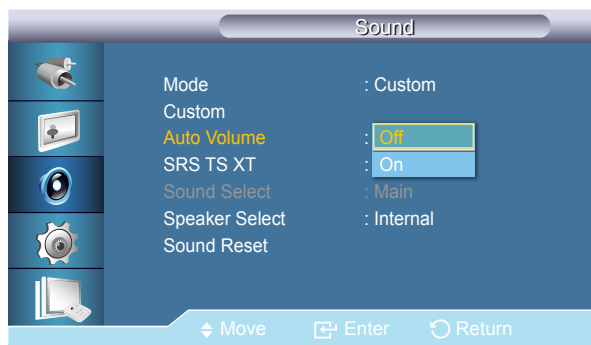 Sound
Mode : Custom
Custom
Auto Volume : Off
SRS TS XT : On
Sound Select : Main
Speaker Select : Internal
Sound Reset
Move Enter Return